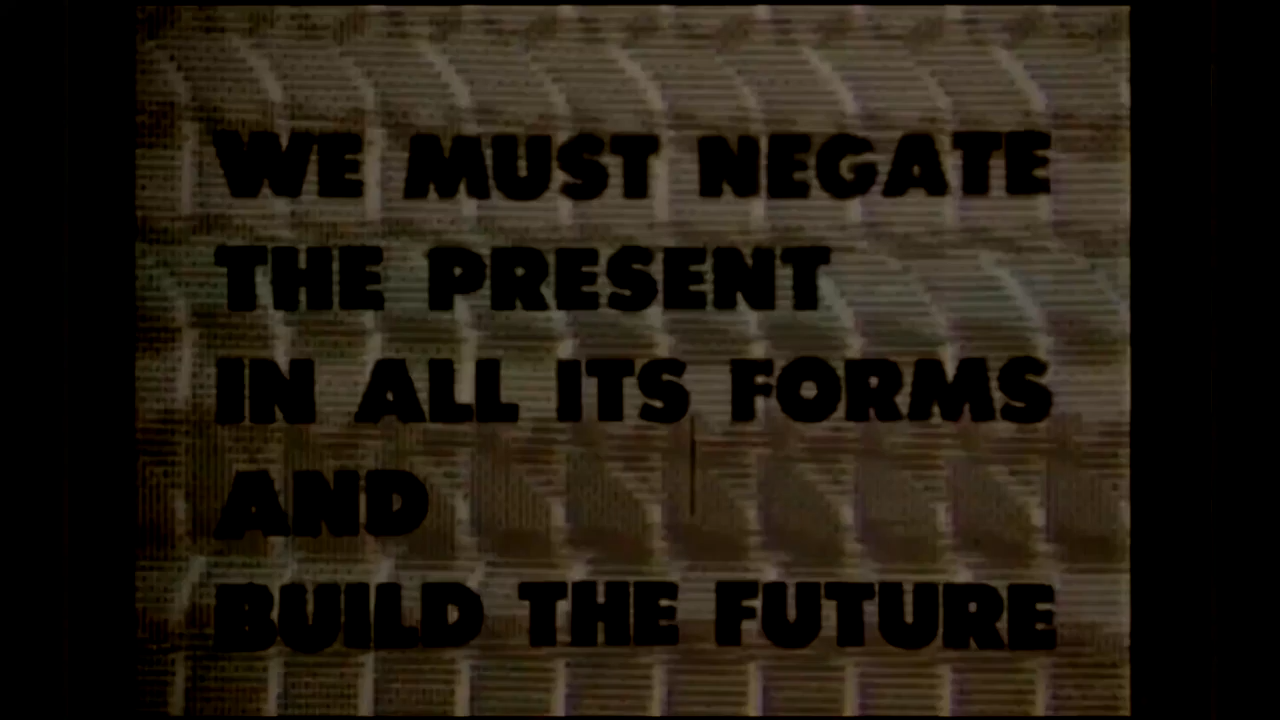 WE MUST NEGATE
THE PRESENT
IN ALL ITS FORMS
AND
BUILD THE FUTURE